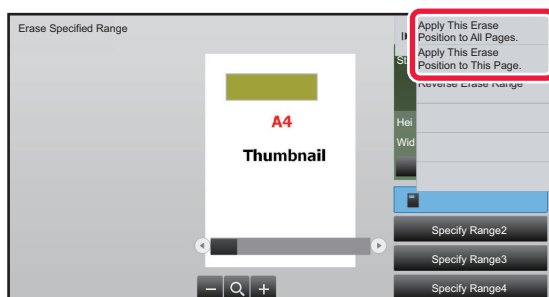 Erase Specified Range
Apply This Erase
Position to All Pages.
Apply This Erase
Position to This Page.
Reverse Erase Range
A4
Thumbnail
Hei
Wid
Specify Range2
Specify Range3
Specify Range4